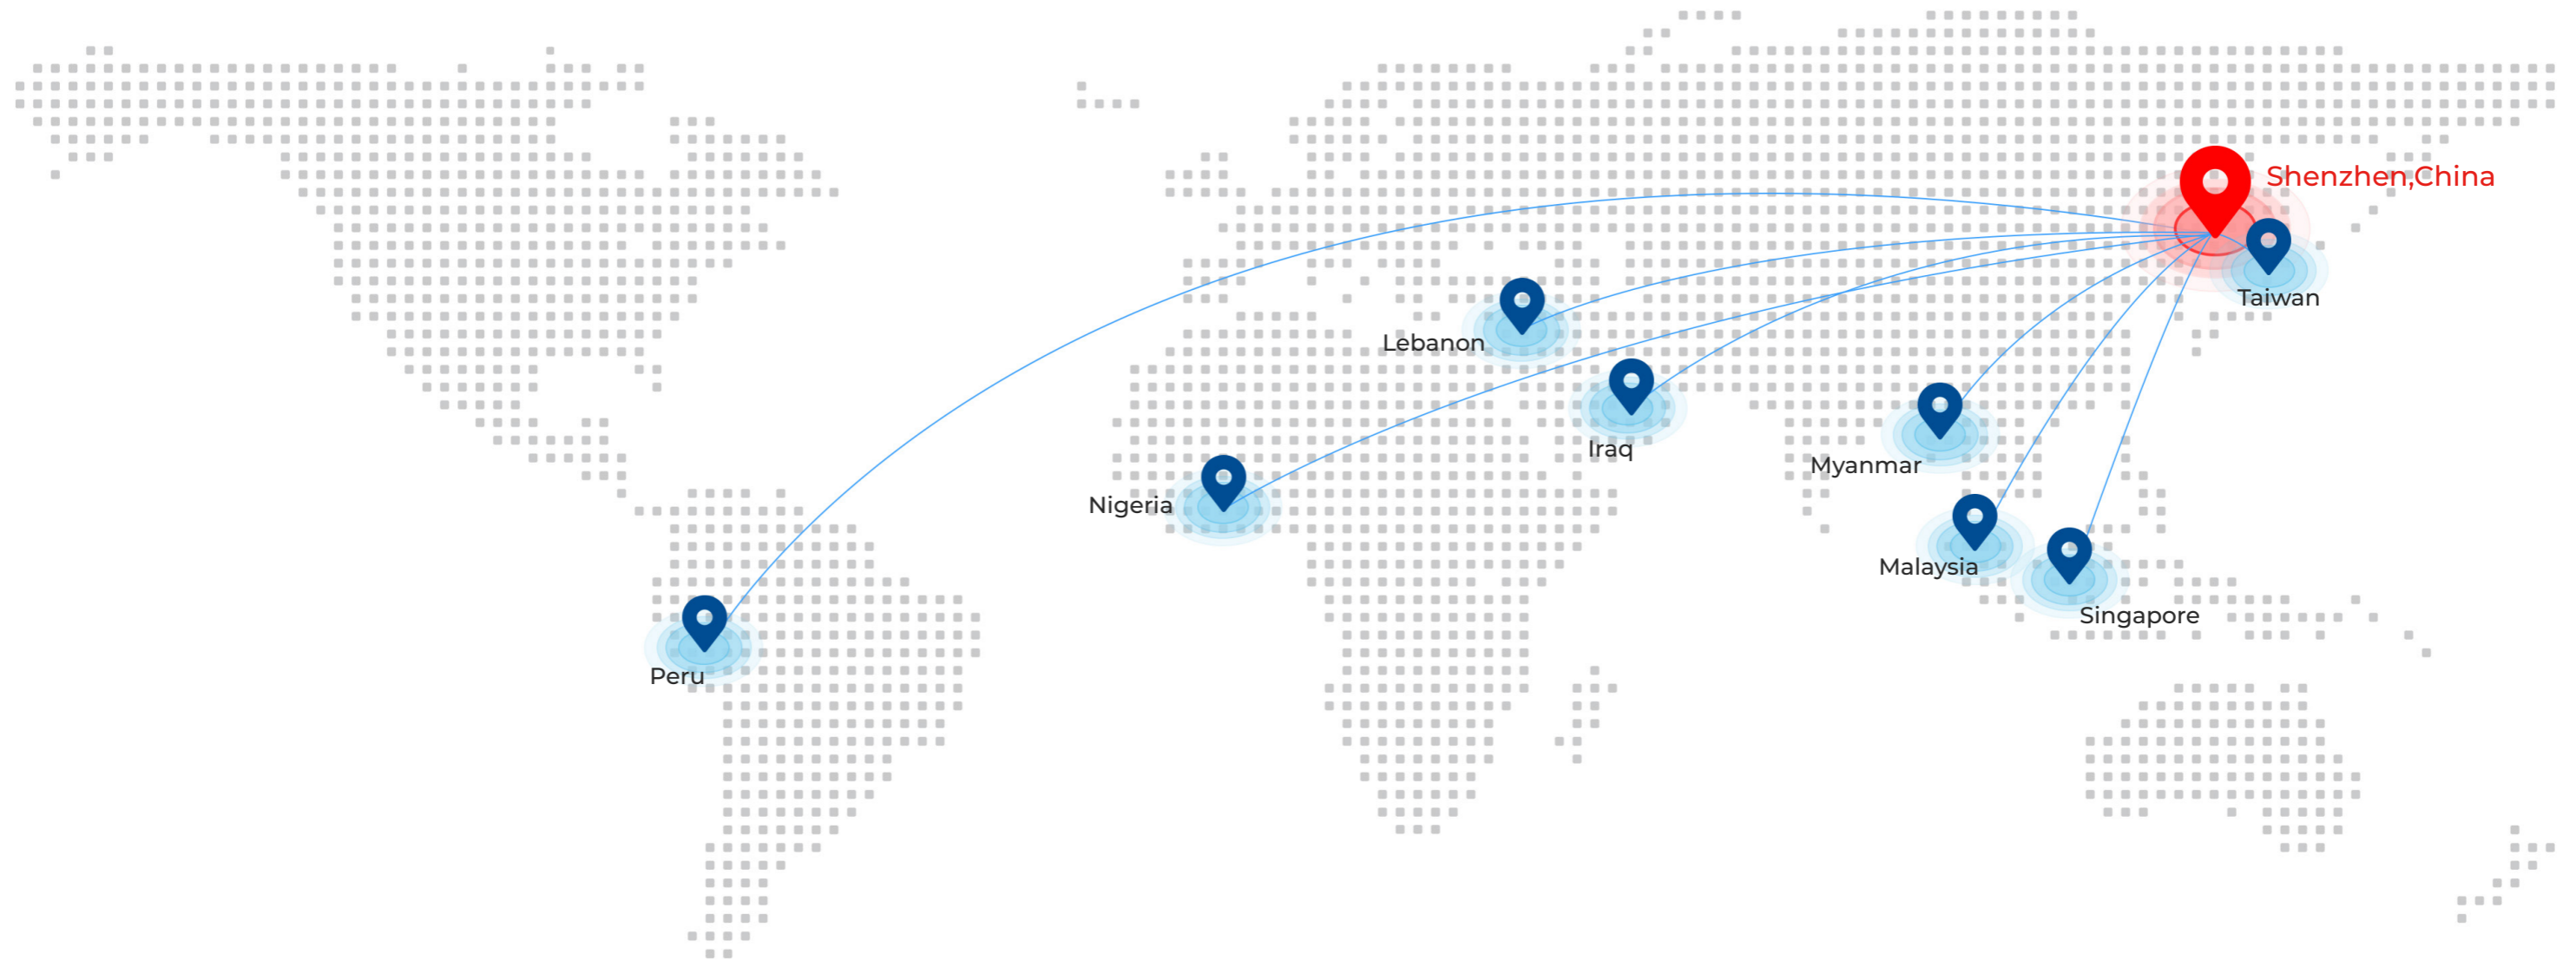 Shenzhen,China
Taiwan
Lebanon
Iraq
Myanmar
Nigeria
Malaysia
Singapore
Peru